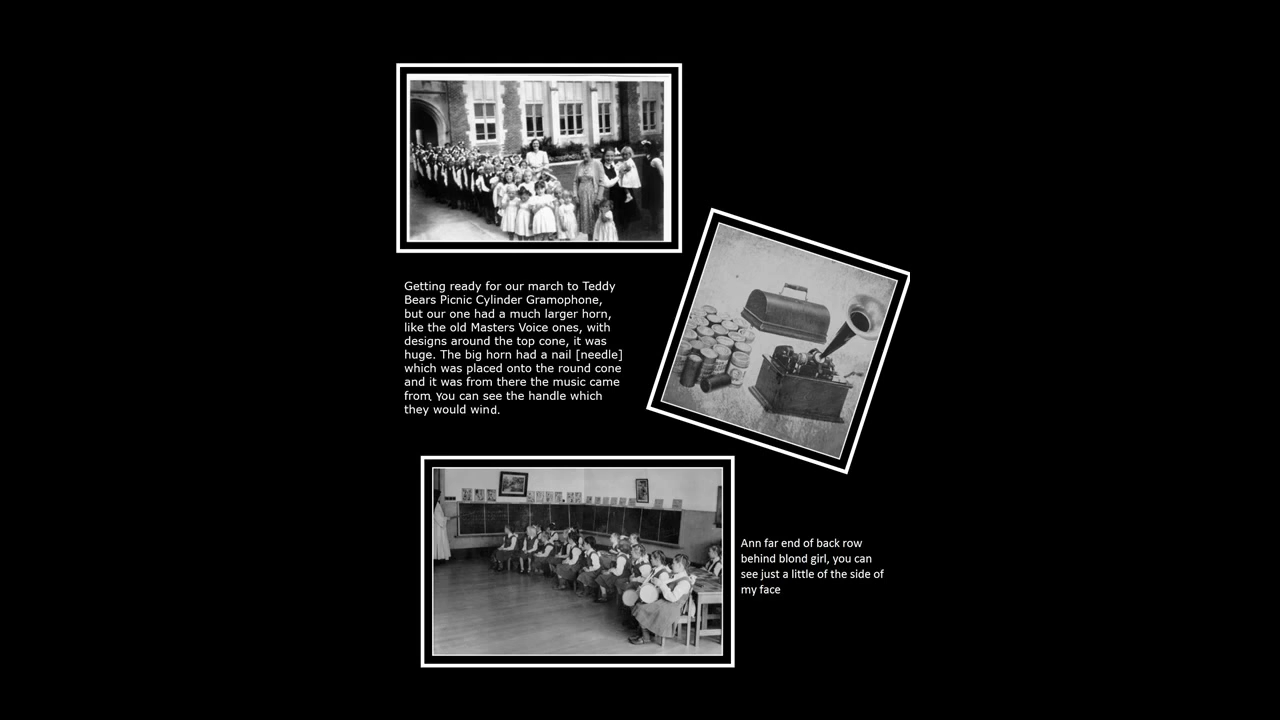 Getting ready for our march to Teddy
Bears Picnic Cylinder Gramophone,
but our one had a much larger horn,
like the old Masters Voice ones, with
designs around the top cone, it was
huge. The big horn had a nail [needle]
which was placed onto the round cone
and it was from there the music came
from. You can see the handle which
they would wind.
Ann far end of back row
behind blond girl, you can
see just a little of the side of
my face